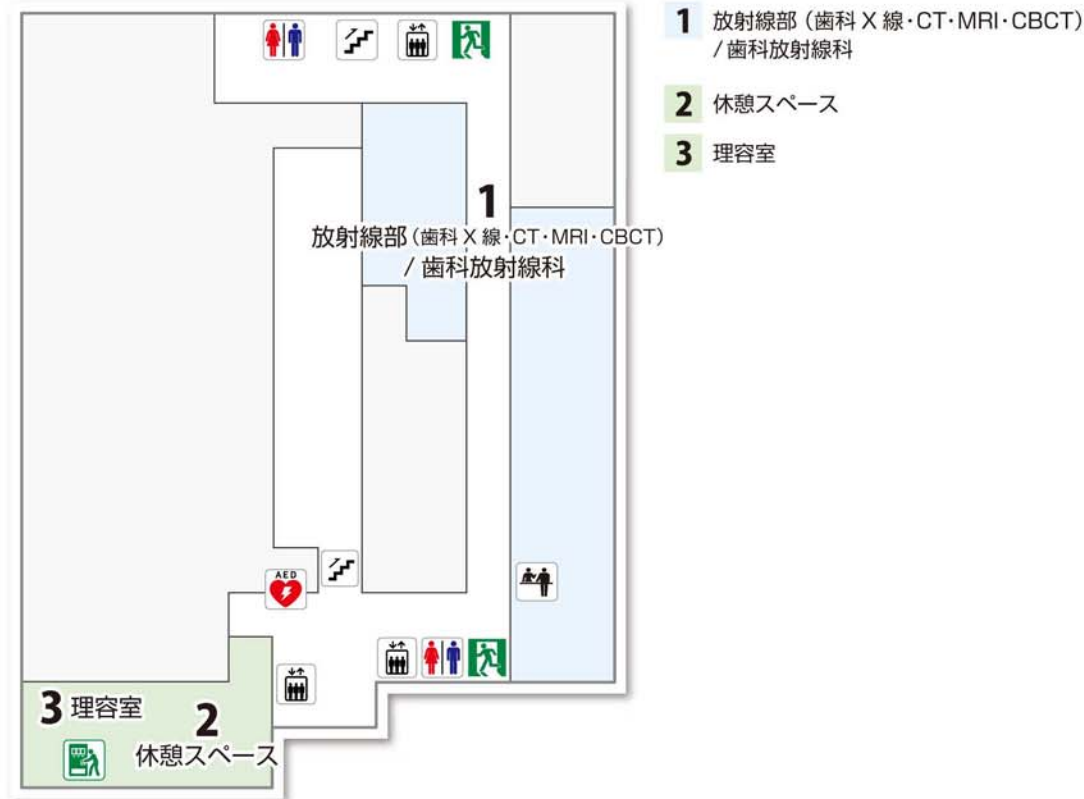 1 放射線部（歯科 X 線・CT・MRI・CBCT）
/ 歯科放射線科
2 休憩スペース
3 理容室
1
放射線部（歯科 X 線・CT・MRI・CBCT）
/ 歯科放射線科
AED
3 理容室
2
休憩スペース